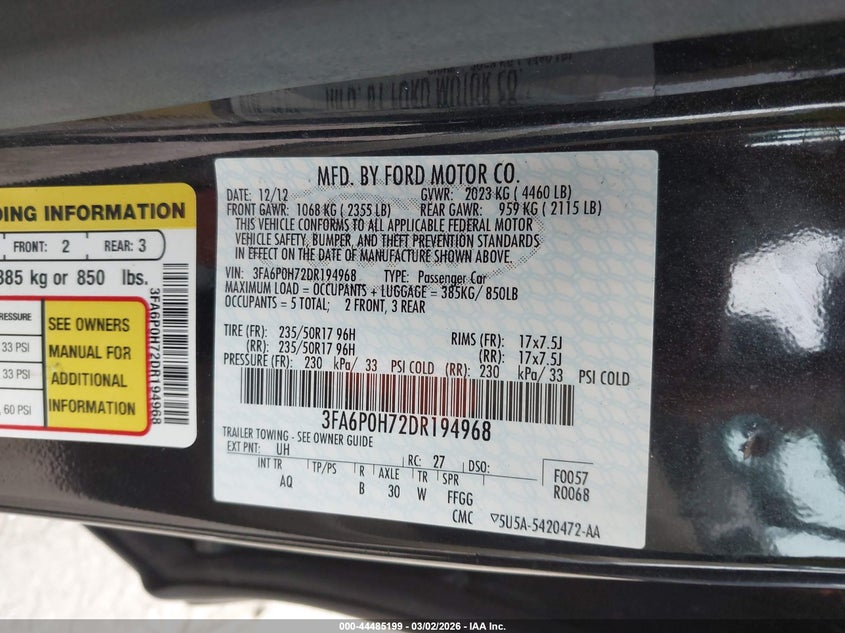 MFD. BY FORD MOTOR CO.
DATE: 12/12 GVWR: 2023 KG ( 4460 LB)
FRONT GAWR: 1068 KG ( 2355 LB) REAR GAWR: 959 KG ( 2115 LB)
THIS VEHICLE CONFORMS TO ALL APPLICABLE FEDERAL MOTOR
VEHICLE SAFETY, BUMPER, AND THEFT PREVENTION STANDARDS
IN EFFECT ON THE DATE OF MANUFACTURE SHOWN ABOVE.
VIN: 3FA6P0H72DR194968 TYPE: Passenger Car
MAXIMUM LOAD = OCCUPANTS + LUGGAGE = 385KG/ 850LB
OCCUPANTS = 5 TOTAL; 2 FRONT, 3 REAR
TIRE (FR): 235/50R17 96H RIMS (FR): 17x7.5J
(RR): 235/50R17 96H (RR): 17x7.5J
PRESSURE (FR): 230 kPa/ 33 PSI COLD (RR): 230 kPa/ 33 PSI COLD
3FA6P0H72DR194968
TRAILER TOWING - SEE OWNER GUIDE
EXT PNT: UH RC: 27 DSO: F0057
INT TR TP/PS R AXLE TR SPR R0068
AQ B 30 W FFGG
CMC ▽5U5A-5420472-AA
DING INFORMATION
FRONT: 2 REAR: 3
385 kg or 850 lbs.
PRESSURE SEE OWNERS
33 PSI MANUAL FOR
33 PSI ADDITIONAL
, 60 PSI INFORMATION
3FA6P0H72DR194968
000-44485199 - 03/02/2026 - IAA Inc.